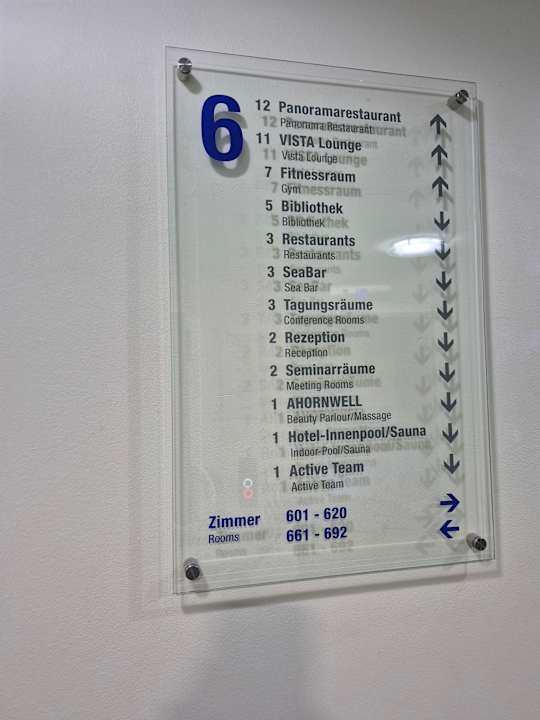 6
12 Panoramarestaurant ↑
Panorama Restaurant
11 VISTA Lounge ↑
Vista Lounge
7 Fitnessraum ↑
Gym
5 Bibliothek ↓
Bibliothek
3 Restaurants ↓
Restaurants
3 SeaBar ↓
Sea Bar
3 Tagungsräume ↓
Conference Rooms
2 Rezeption ↓
Reception
2 Seminarräume ↓
Meeting Rooms
1 AHORNWELL ↓
Beauty Parlour/Massage
1 Hotel-Innenpool/Sauna ↓
Indoor-Pool/Sauna
1 Active Team ↓
Active Team
Zimmer 601 - 620 →
Rooms 661 - 692 ←